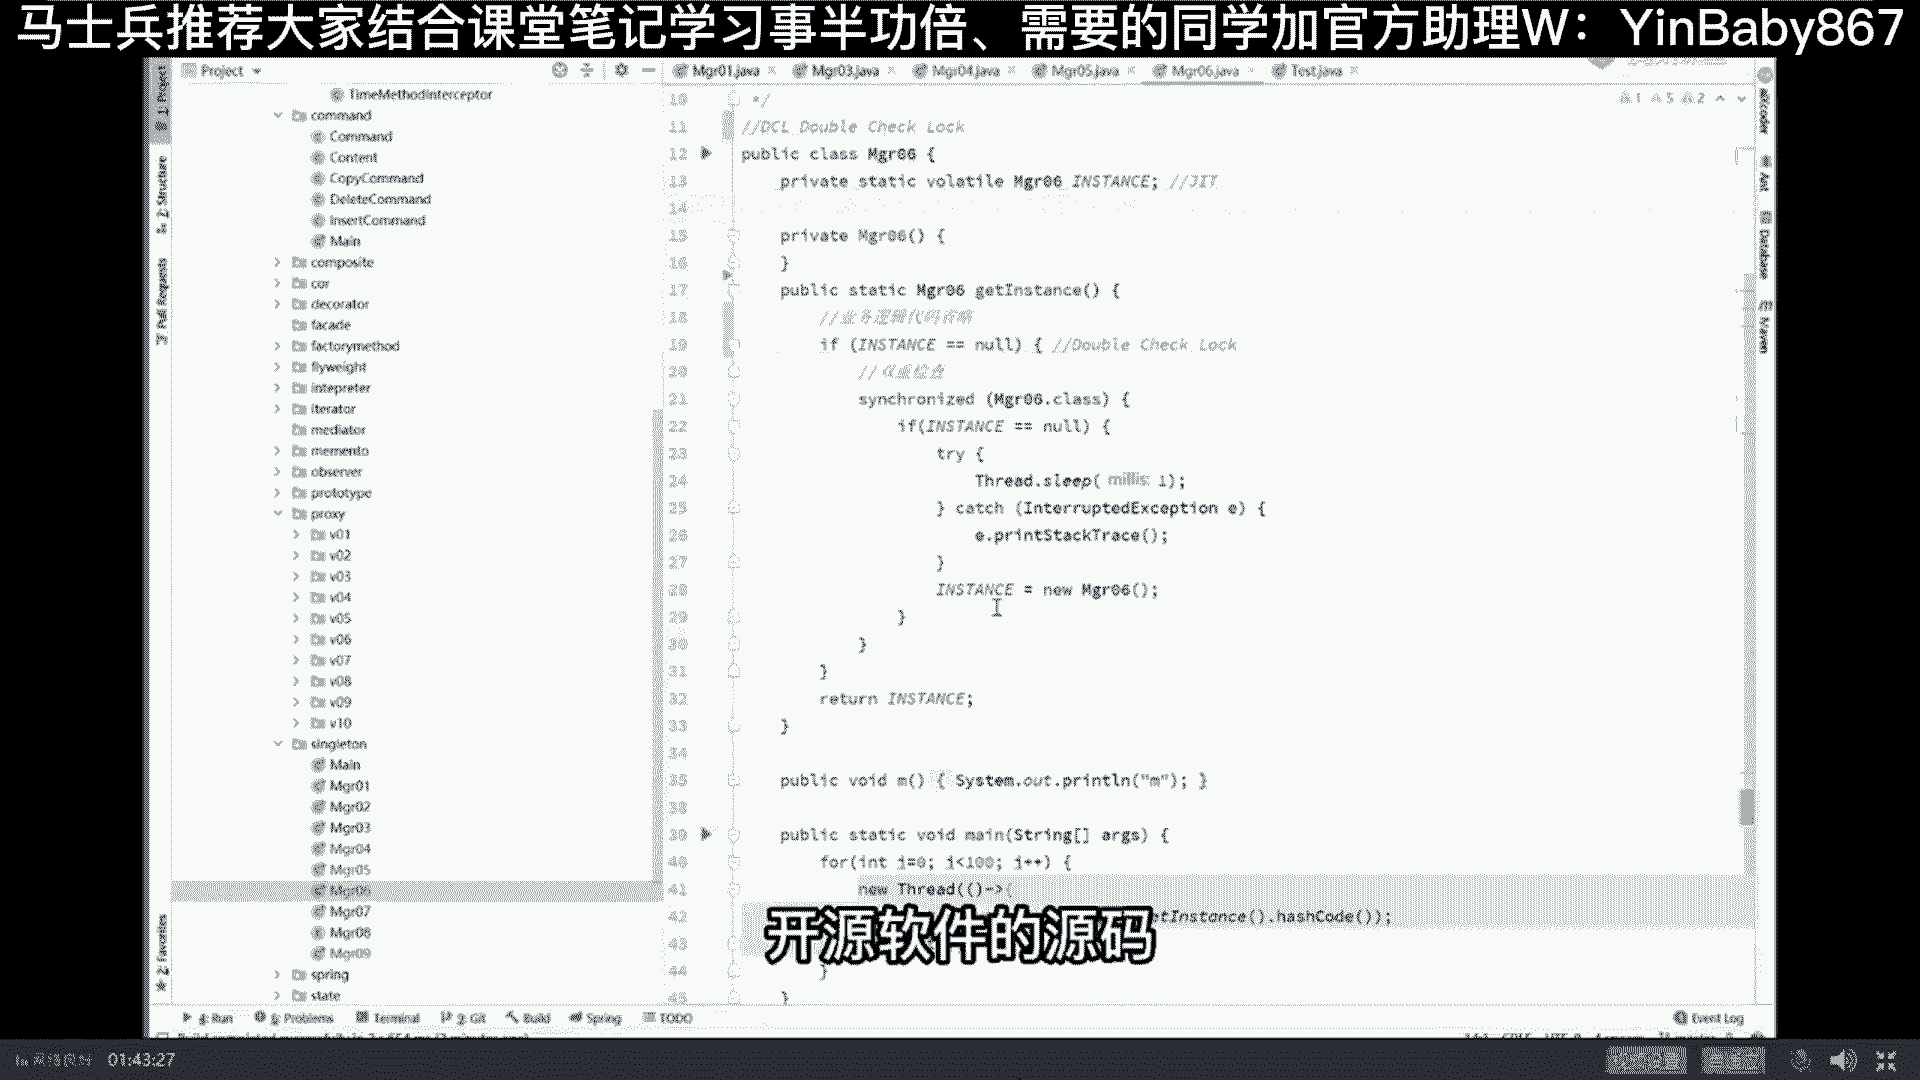 马士兵推荐大家结合课堂笔记学习事半功倍、需要的同学加官方助理W：YinBaby867
Project
Mgr01.java
Mgr03.java
Mgr04.java
Mgr05.java
Mgr06.java
Test.java
1: Project
2: Structure
Pull Requests
2: Favorites
TimeMethodInterceptor
command
Command
Content
CopyCommand
DeleteCommand
InsertCommand
Main
composite
cor
decorator
facade
factorymethod
flyweight
intepreter
iterator
mediator
memento
observer
prototype
proxy
v01
v02
v03
v04
v05
v06
v07
v08
v09
v10
singleton
Main
Mgr01
Mgr02
Mgr03
Mgr04
Mgr05
Mgr06
Mgr07
Mgr08
Mgr09
spring
state
1 5 2
10 */
11 //DCL Double Check Lock
12 public class Mgr06 {
13 private static volatile Mgr06 INSTANCE; //JIT
14
15 private Mgr06() {
16 }
17 public static Mgr06 getInstance() {
18 //业务逻辑代码省略
19 if (INSTANCE == null) { //Double Check Lock
20 //双重检查
21 synchronized (Mgr06.class) {
22 if(INSTANCE == null) {
23 try {
24 Thread.sleep( millis: 1);
25 } catch (InterruptedException e) {
26 e.printStackTrace();
27 }
28 INSTANCE = new Mgr06();
29 }
30 }
31 }
32 return INSTANCE;
33 }
34
35 public void m() { System.out.println("m"); }
38
39 public static void main(String[] args) {
40 for(int i=0; i<100; i++) {
41 new Thread(()->{
42 etInstance().hashCode());
43
44 }
45 }
Ant
Database
Maven
开源软件的源码
4: Run
6: Problems
Terminal
9: Git
Build
Spring
TODO
Event Log
01:43:27